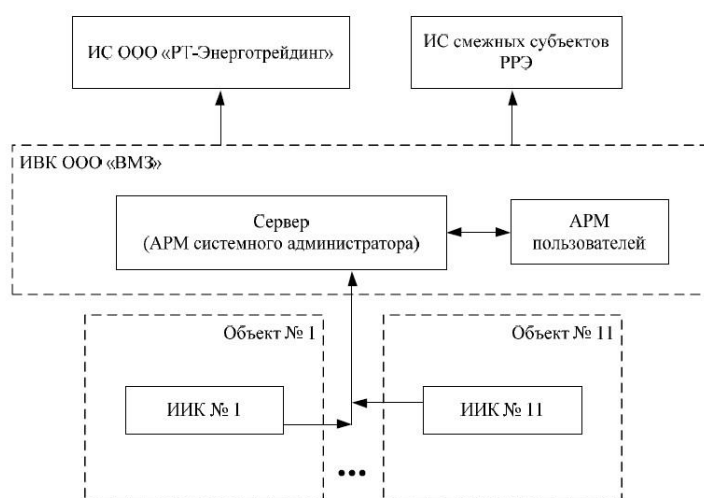 ИС ООО «РТ-Энерготрейдинг»
ИС смежных субъектов
РРЭ
ИВК ООО «ВМЗ»
Сервер
(АРМ системного администратора)
АРМ
пользователей
Объект № 1
Объект № 11
ИИК № 1
ИИК № 11
...